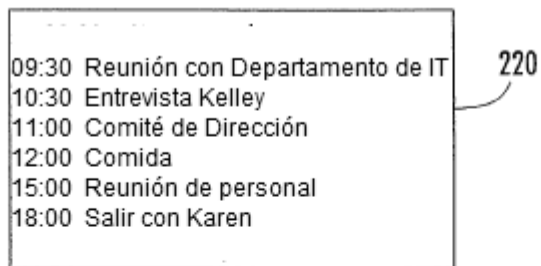 09:30 Reunión con Departamento de IT
10:30 Entrevista Kelley
11:00 Comité de Dirección
12:00 Comida
15:00 Reunión de personal
18:00 Salir con Karen
220